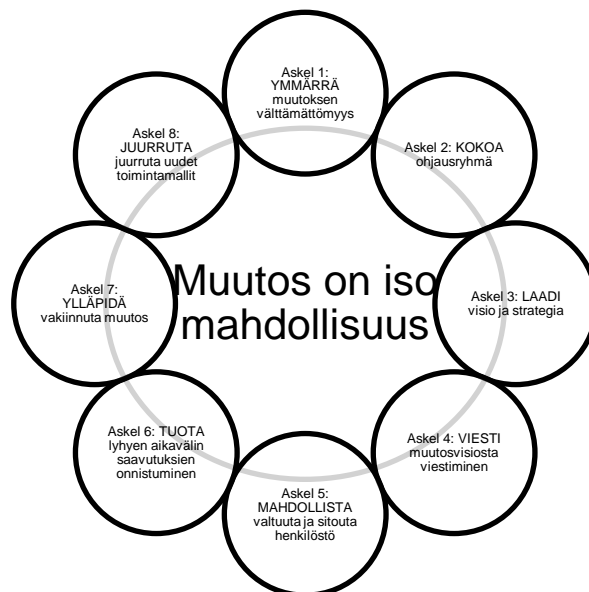 Askel 1:
YMMÄRRÄ
muutoksen
välttämättömyys
Askel 2: KOKOA
ohjausryhmä
Askel 3: LAADI
visio ja strategia
Askel 4: VIESTI
muutosvisiosta
viestiminen
Askel 5:
MAHDOLLISTA
valtuuta ja sitouta
henkilöstö
Askel 6: TUOTA
lyhyen aikavälin
saavutuksien
onnistuminen
Askel 7:
YLLÄPIDÄ
vakiinnuta muutos
Askel 8:
JUURRUTA
juurruta uudet
toimintamallit
Muutos on iso
mahdollisuus